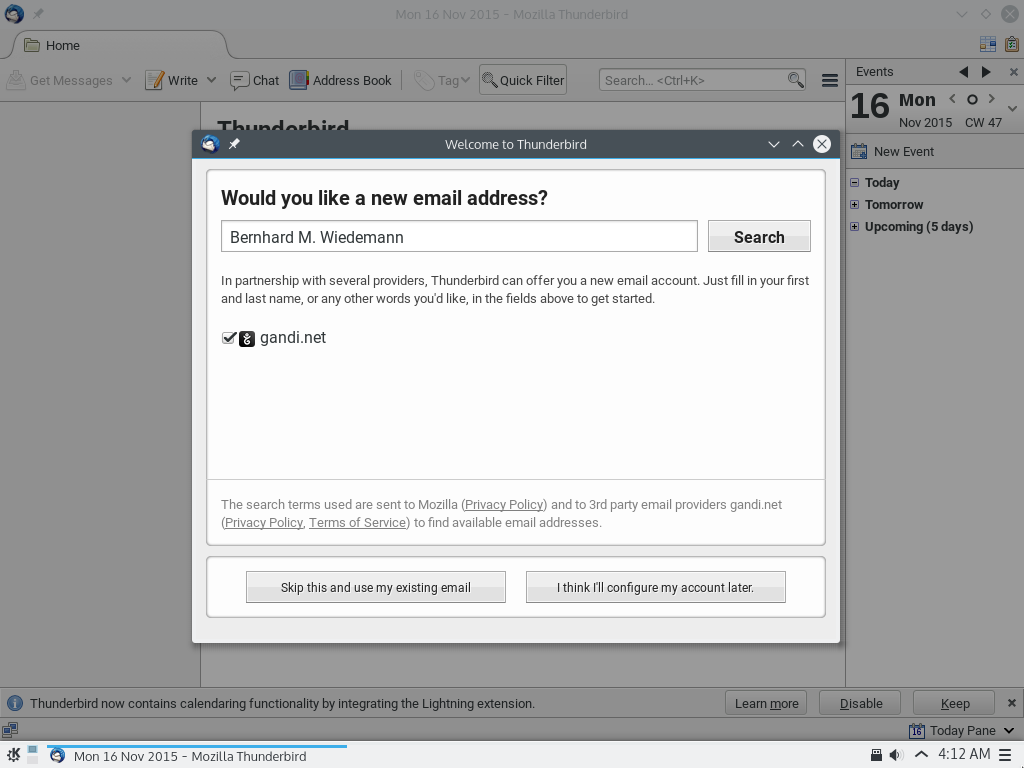 Mon 16 Nov 2015 - Mozilla Thunderbird
Home
Get Messages
Write
Chat
Address Book
Tag
Quick Filter
Search... <Ctrl+K>
Events
16 Mon
Nov 2015 CW 47
New Event
Today
Tomorrow
Upcoming (5 days)
Thunderbird
Welcome to Thunderbird
Would you like a new email address?
Bernhard M. Wiedemann
Search
In partnership with several providers, Thunderbird can offer you a new email account. Just fill in your first
and last name, or any other words you'd like, in the fields above to get started.
gandi.net
The search terms used are sent to Mozilla (Privacy Policy) and to 3rd party email providers gandi.net
(Privacy Policy, Terms of Service) to find available email addresses.
Skip this and use my existing email
I think I'll configure my account later.
Thunderbird now contains calendaring functionality by integrating the Lightning extension.
Learn more
Disable
Keep
16 Today Pane
Mon 16 Nov 2015 - Mozilla Thunderbird
4:12 AM